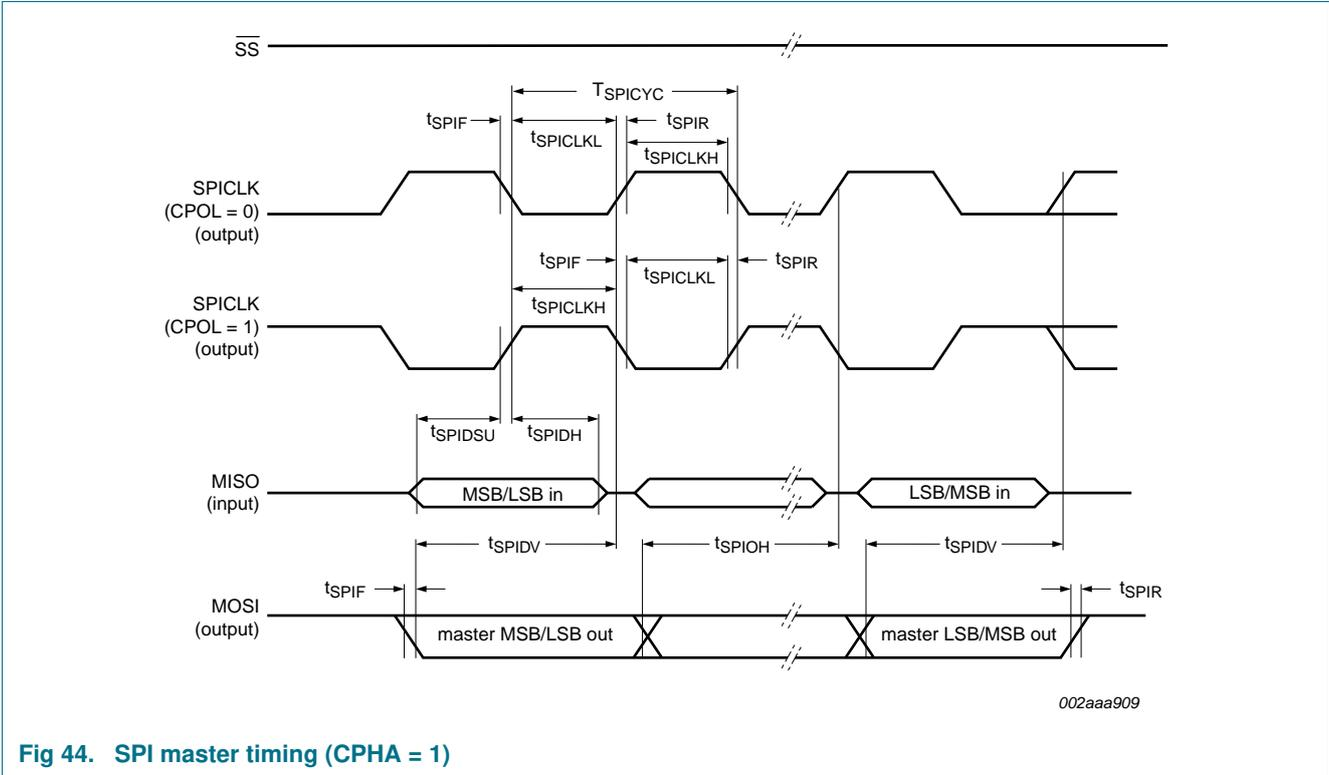 SS
TSPICYC
tSPIF
tSPIR
tSPICLKL
tSPICLKH
SPICLK
(CPOL = 0)
(output)
tSPIF
tSPICLKL
tSPIR
tSPICLKH
SPICLK
(CPOL = 1)
(output)
tSPIDSU
tSPIDH
MISO
(input)
MSB/LSB in
LSB/MSB in
tSPIDV
tSPIOH
tSPIDV
tSPIF
tSPIR
MOSI
(output)
master MSB/LSB out
master LSB/MSB out
002aaa909
Fig 44. SPI master timing (CPHA = 1)